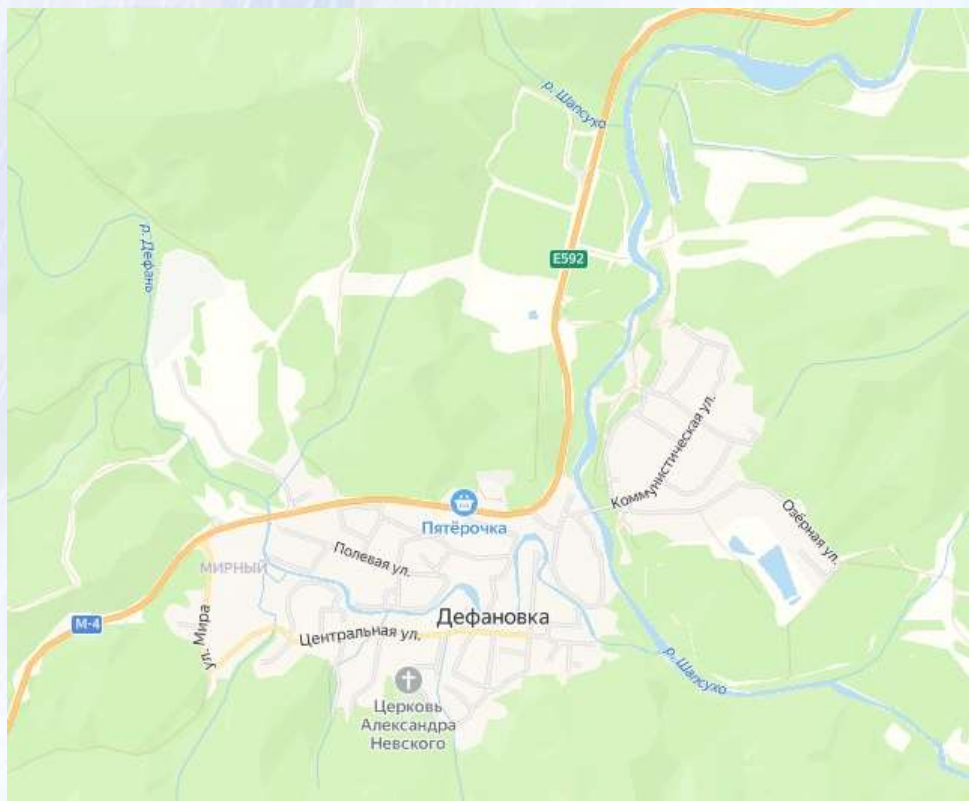 р. Шапсухо
р. Дефань
E592
Коммунистическая ул.
Озёрная ул.
Пятёрочка
Полевая ул.
МИРНЫЙ
М-4
ул. Мира
Центральная ул.
Дефановка
р. Шапсухо
Церковь
Александра
Невского